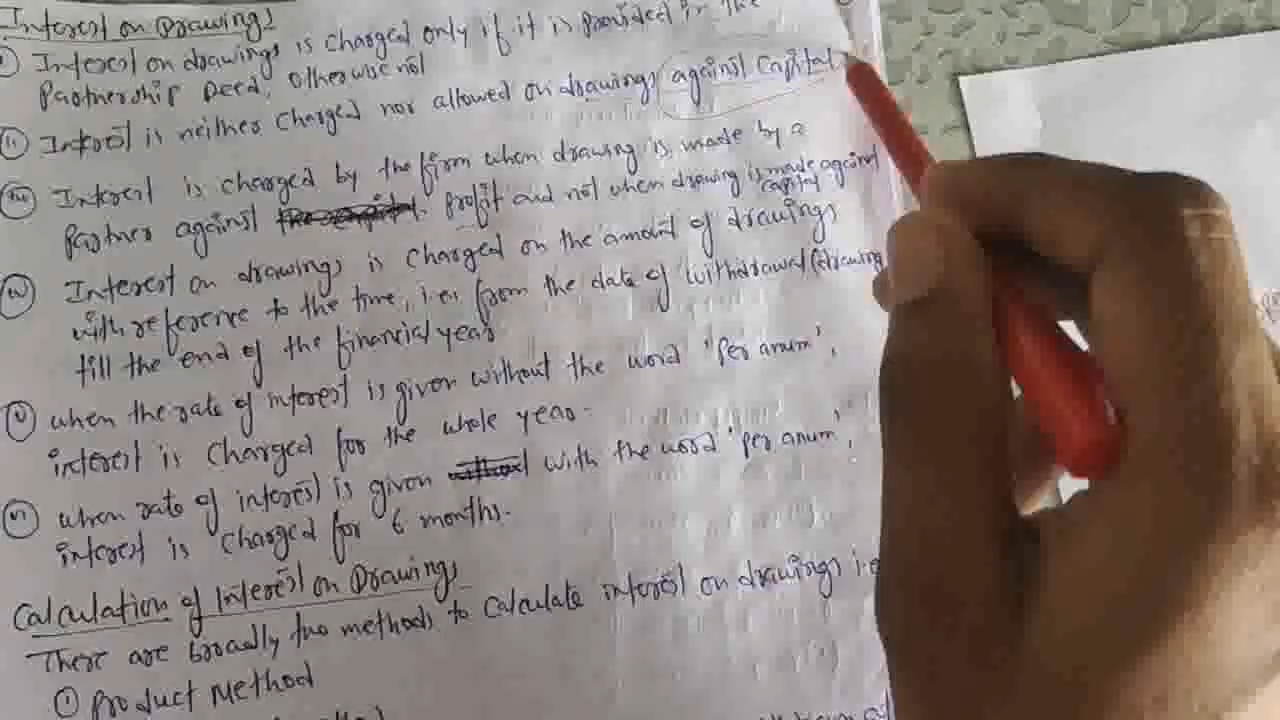 Interest on Drawings
Interest on drawings is charged only if it is provided in the
Partnership Deed, otherwise not
(ii) Interest is neither charged nor allowed on drawings against capital
(iii) Interest is charged by the firm when drawing is made by a
Partner against profit and not when drawing is made against
capital
(iv) Interest on drawings is charged on the amount of drawings
with reference to the time, i.e. from the date of withdrawal (drawing
till the end of the financial year
(v) when the rate of interest is given without the word 'Per anum',
interest is charged for the whole year.
(vi) when rate of interest is given with the word 'per anum',
interest is charged for 6 months.
Calculation of Interest on Drawings
There are broadly two methods to calculate interest on drawings i.e
(1) Product Method